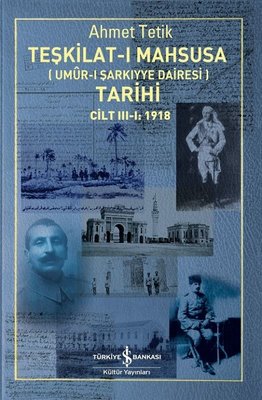 Ahmet Tetik
TEŞKİLAT-I MAHSUSA
( UMÛR-I ŞARKIYYE DAİRESİ )
TARİHİ
CİLT III-I: 1918
TÜRKİYE İŞ BANKASI
Kültür Yayınları